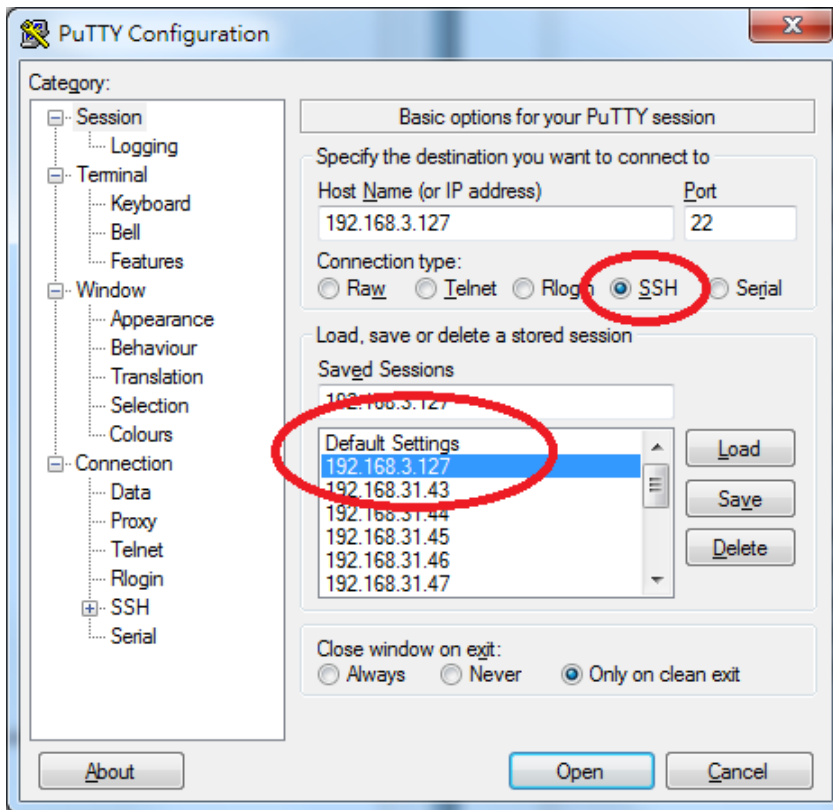 PuTTY Configuration
Category:
Session
Logging
Terminal
Keyboard
Bell
Features
Window
Appearance
Behaviour
Translation
Selection
Colours
Connection
Data
Proxy
Telnet
Rlogin
SSH
Serial
Basic options for your PuTTY session
Specify the destination you want to connect to
Host Name (or IP address) Port
192.168.3.127 22
Connection type:
Raw Telnet Rlogin SSH Serial
Load, save or delete a stored session
Saved Sessions
192.168.3.127
Default Settings
192.168.3.127
192.168.31.43
192.168.31.44
192.168.31.45
192.168.31.46
192.168.31.47
Load
Save
Delete
Close window on exit:
Always Never Only on clean exit
About Open Cancel